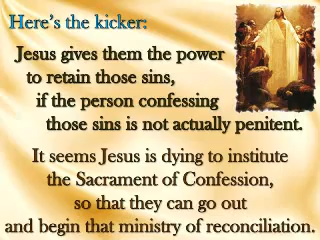 Here's the kicker:
Jesus gives them the power
to retain those sins,
if the person confessing
those sins is not actually penitent.
It seems Jesus is dying to institute
the Sacrament of Confession,
so that they can go out
and begin that ministry of reconciliation.